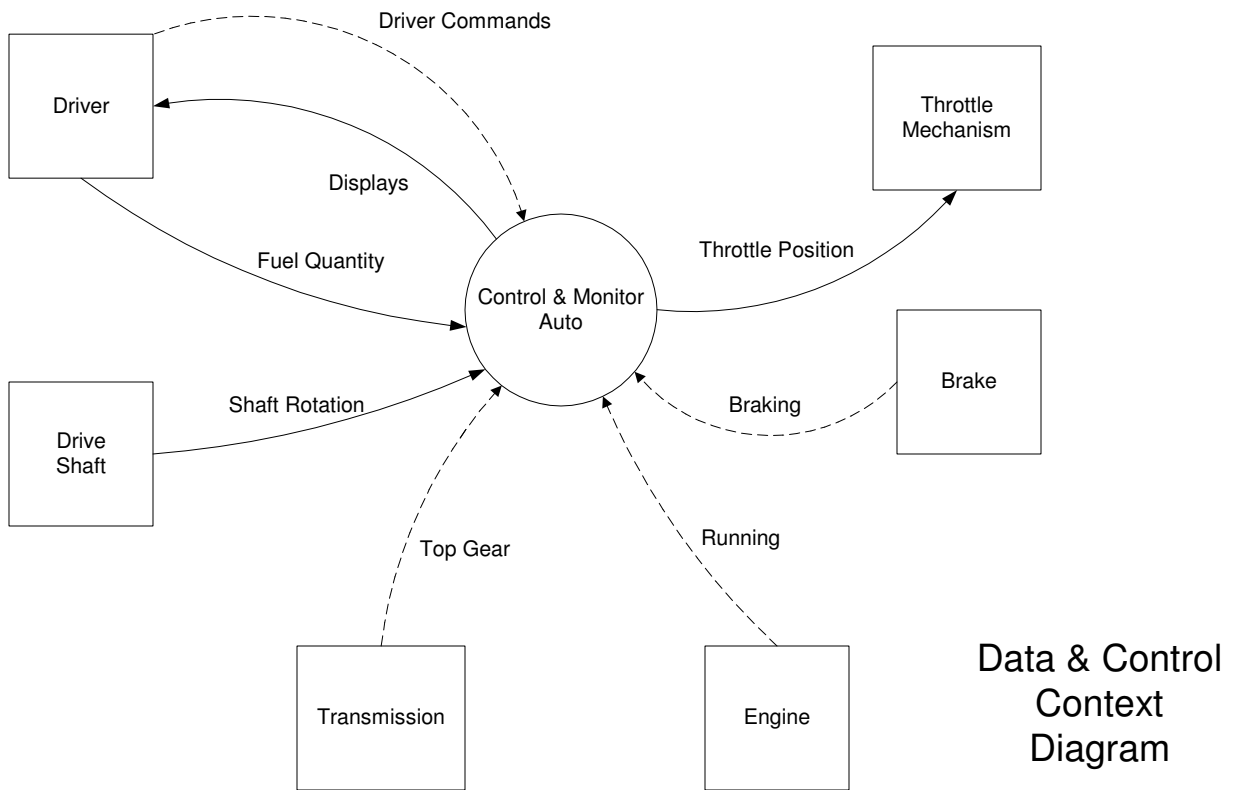 Driver Commands
Driver
Throttle
Mechanism
Displays
Throttle Position
Fuel Quantity
Control & Monitor
Auto
Brake
Shaft Rotation
Braking
Drive
Shaft
Top Gear
Running
Transmission
Engine
Data & Control
Context
Diagram